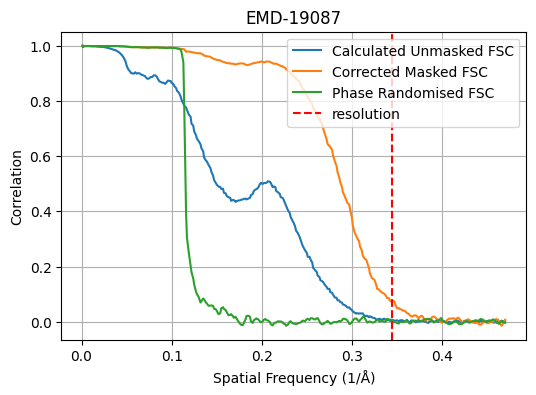 EMD-19087
1.0
0.8
0.6
0.4
0.2
0.0
Correlation
Calculated Unmasked FSC
Corrected Masked FSC
Phase Randomised FSC
resolution
0.0 0.1 0.2 0.3 0.4
Spatial Frequency (1/Å)